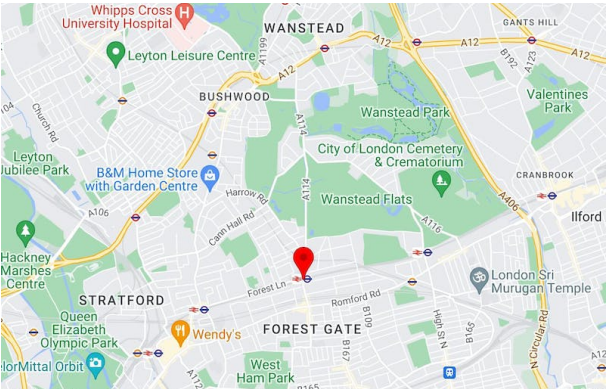 Whipps Cross
University Hospital
H
WANSTEAD
GANTS HILL
Leyton Leisure Centre
A1199
A12
A12
A12
B192
A123
BUSHWOOD
Valentines
Park
104
Church Rd
Wanstead Park
A114
Leyton
Jubilee Park
B&M Home Store
with Garden Centre
City of London Cemetery
& Crematorium
CRANBROOK
Harrow Rd
A114
Wanstead Flats
A406
Ilford
A106
Cann Hall Rd
A116
Hackney
Marshes
Centre
Forest Ln
London Sri
Murugan Temple
STRATFORD
Romford Rd
Queen
Elizabeth
Olympic Park
Wendy's
FOREST GATE
B109
High St N
B165
N Circular Rd
B167
elorMittal Orbit
West
Ham Park